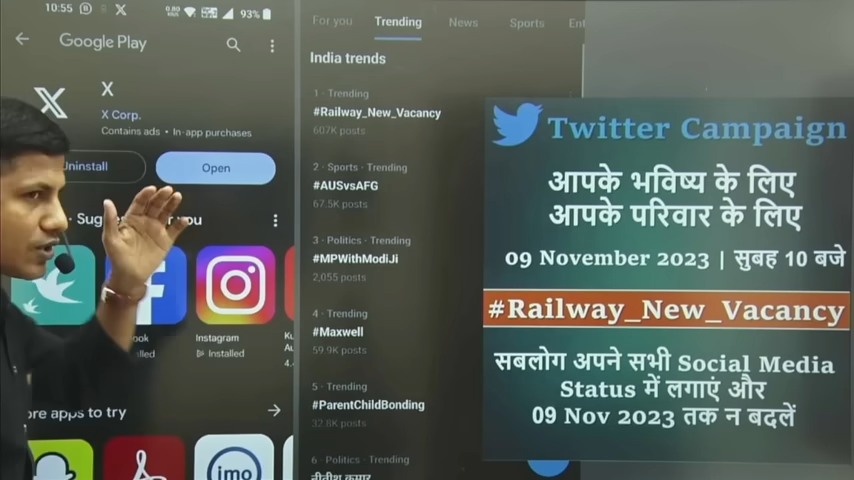 10:55
93%
Google Play
X
X Corp.
Contains ads • In-app purchases
Uninstall
Open
you
Instagram
Installed
apps to try
imo
For you
Trending
News
Sports
India trends
1 · Trending
#Railway_New_Vacancy
607K posts
2 · Sports · Trending
#AUSvsAFG
67.5K posts
3 · Politics · Trending
#MPWithModiJi
2,055 posts
4 · Trending
#Maxwell
59.9K posts
5 · Trending
#ParentChildBonding
32.8K posts
6 · Politics · Trending
नीतीश कुमार
Twitter Campaign
आपके भविष्य के लिए
आपके परिवार के लिए
09 November 2023 | सुबह 10 बजे
#Railway_New_Vacancy
सबलोग अपने सभी Social Media
Status में लगाएं और
09 Nov 2023 तक न बदलें